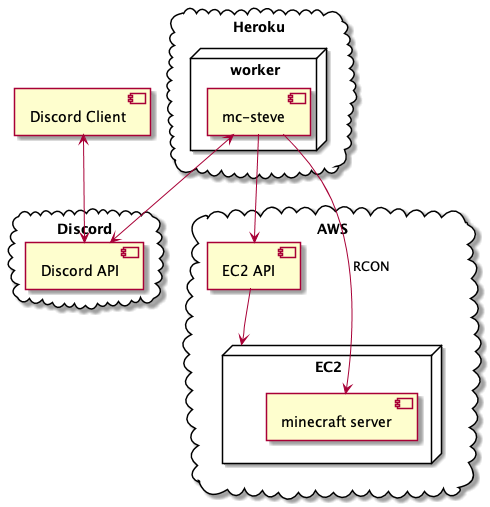 Heroku
worker
mc-steve
Discord Client
Discord
Discord API
AWS
EC2 API
RCON
EC2
minecraft server